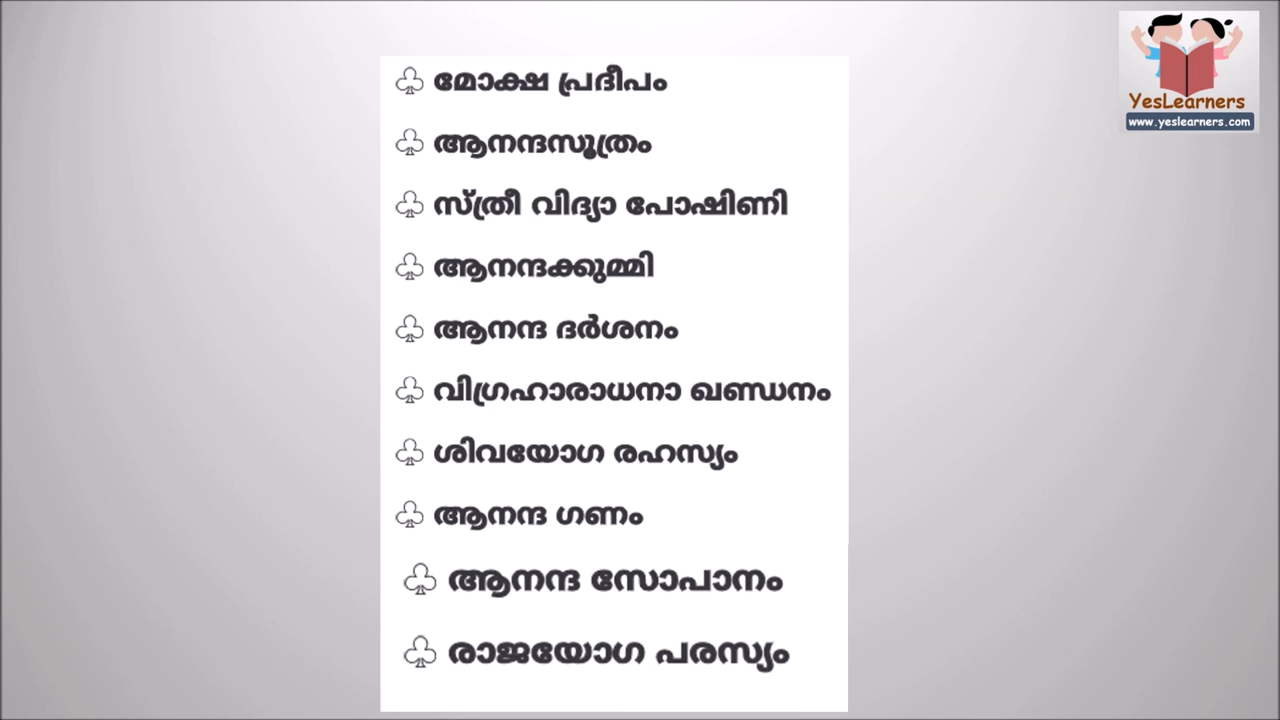 മോക്ഷ പ്രദീപം
ആനന്ദസൂത്രം
സ്ത്രീ വിദ്യാ പോഷിണി
ആനന്ദക്കുമ്മി
ആനന്ദ ദർശനം
വിഗ്രഹാരാധനാ ഖണ്ഡനം
ശിവയോഗ രഹസ്യം
ആനന്ദ ഗണം
ആനന്ദ സോപാനം
രാജയോഗ പരസ്യം
YesLearners
www.yeslearners.com